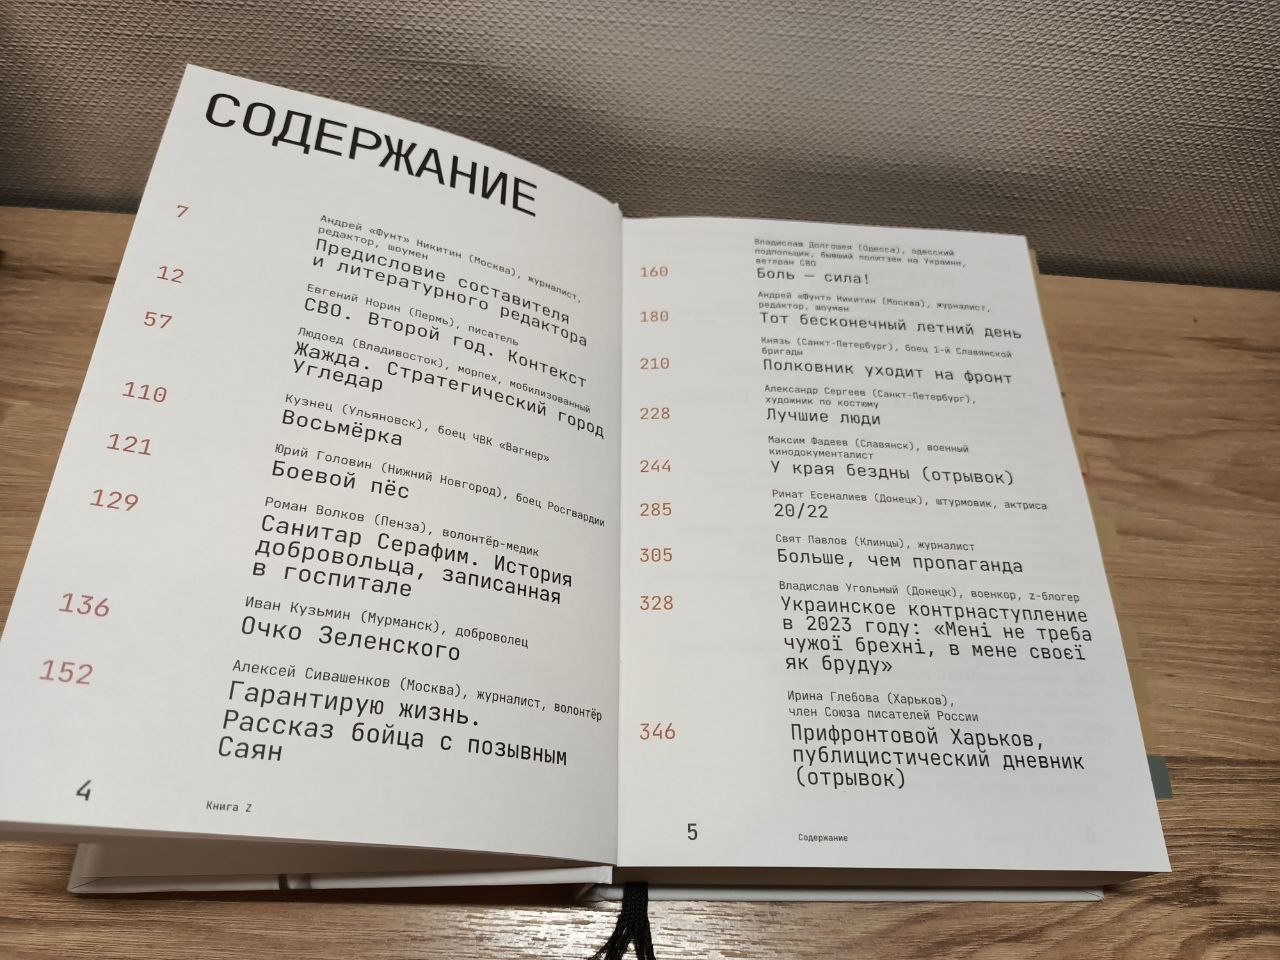 СОДЕРЖАНИЕ
7
Андрей «Фунт» Никитин (Москва), журналист,
редактор, шоумен
Предисловие составителя
и литературного редактора
12
Евгений Норин (Пермь), писатель
СВО. Второй год. Контекст
57
Людоед (Владивосток), морпех, мобилизованный
Жажда. Стратегический город
Угледар
110
Кузнец (Ульяновск), боец ЧВК «Вагнер»
Восьмёрка
121
Юрий Головин (Нижний Новгород), боец Росгвардии
Боевой пёс
129
Роман Волков (Пенза), волонтёр-медик
Санитар Серафим. История
добровольца, записанная
в госпитале
136
Иван Кузьмин (Мурманск), доброволец
Очко Зеленского
152
Алексей Сивашенков (Москва), журналист, волонтёр
Гарантирую жизнь.
Рассказ бойца с позывным
Саян
4
Книга Z
160
Владислав Долгошея (Одесса), одесский
подпольщик, бывший политзек на Украине,
ветеран СВО
Боль — сила!
180
Андрей «Фунт» Никитин (Москва), журналист,
редактор, шоумен
Тот бесконечный летний день
210
Князь (Санкт-Петербург), боец 1-й Славянской
бригады
Полковник уходит на фронт
228
Александр Сергеев (Санкт-Петербург),
художник по костюму
Лучшие люди
244
Максим Фадеев (Славянск), военный
кинодокументалист
У края бездны (отрывок)
285
Ринат Есеналиев (Донецк), штурмовик, актриса
20/22
305
Свят Павлов (Клинцы), журналист
Больше, чем пропаганда
328
Владислав Угольный (Донецк), военкор, z-блогер
Украинское контрнаступление
в 2023 году: «Мені не треба
чужої брехні, в мене своєї
як бруду»
346
Ирина Глебова (Харьков),
член Союза писателей России
Прифронтовой Харьков,
публицистический дневник
(отрывок)
5
Содержание